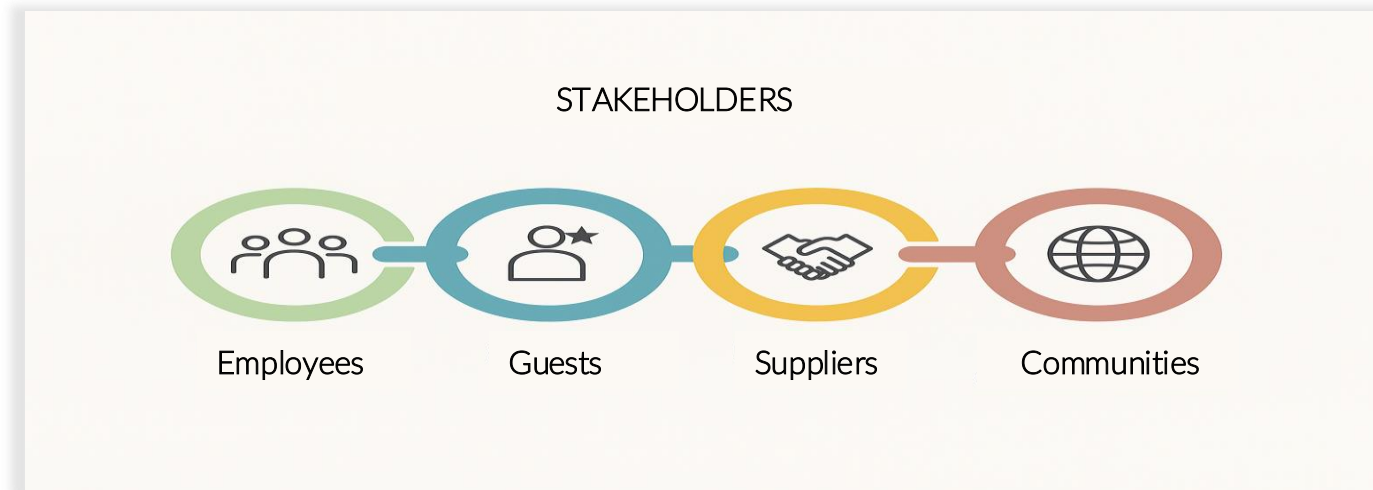 STAKEHOLDERS
Employees
Guests
Suppliers
Communities